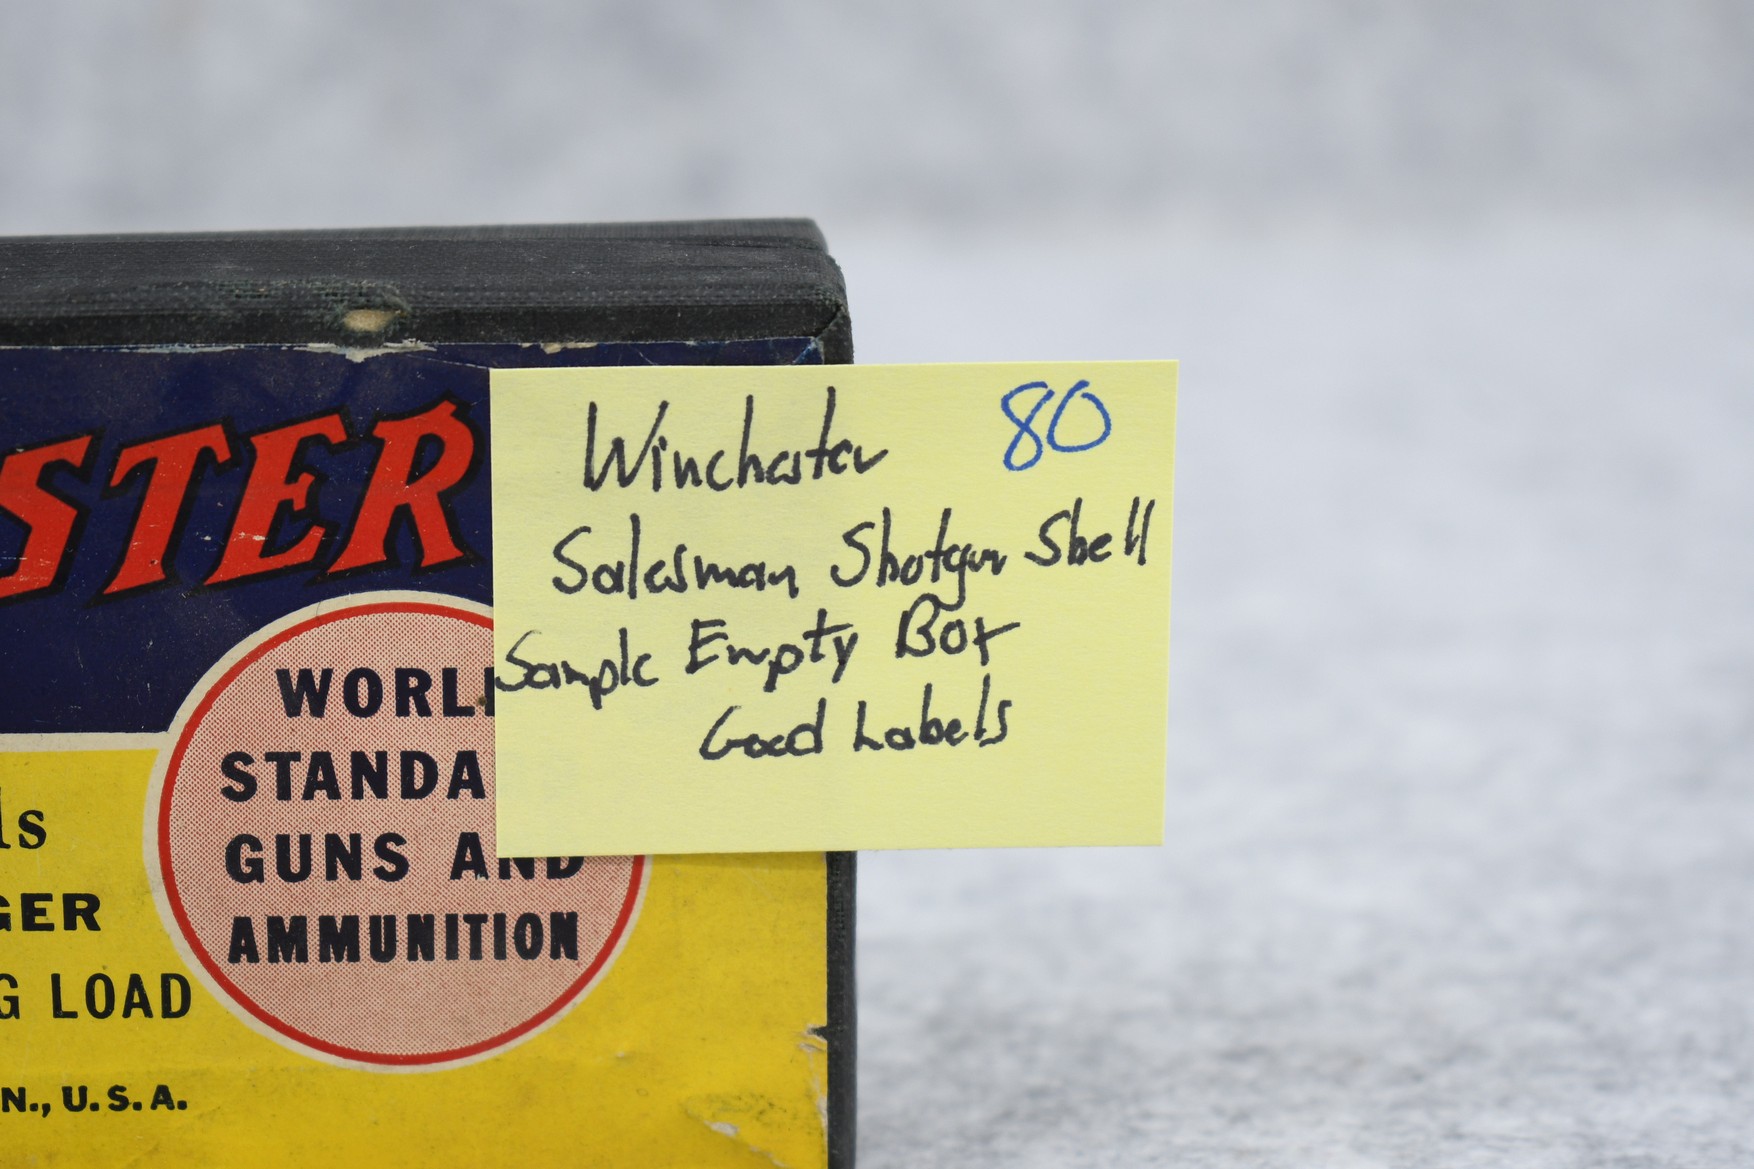 STER
WORL
STANDA
GUNS AND
AMMUNITION
ls
GER
G LOAD
N., U.S.A.
Winchester 80
Salesman Shotgun Shell
Sample Empty Box
Good Labels